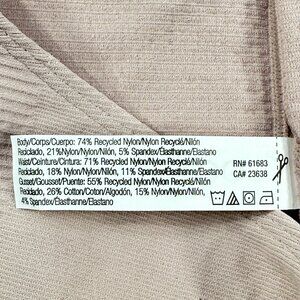 Body/Corps/Cuerpo: 74% Recycled Nylon/Nylon Recyclé/Nilón
Reciclado, 21%Nylon/Nylon/Nilón, 5% Spandex/Élasthanne/Elastano
Waist/Ceinture/Cintura: 71% Recycled Nylon/Nylon Recyclé/Nilón
Reciclado, 18% Nylon/Nylon/Nilón, 11% Spandex/Élasthanne/Elastano
Gusset/Gousset/Puente: 55% Recycled Nylon/Nylon Recyclé/Nilón
Reciclado, 26% Cotton/Coton/Algodón, 15% Nylon/Nylon/Nilón,
4% Spandex/Élasthanne/Elastano
RN# 61683
CA# 23638